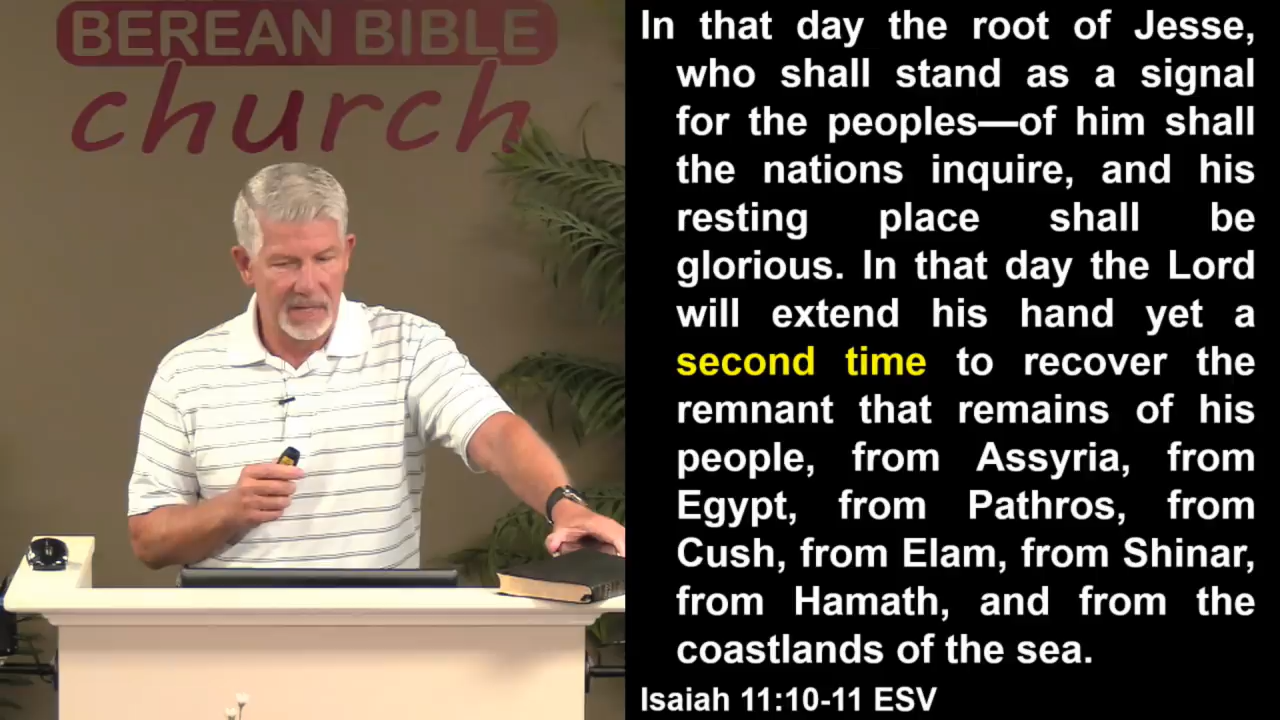 BEREAN BIBLE
church
In that day the root of Jesse,
who shall stand as a signal
for the peoples—of him shall
the nations inquire, and his
resting place shall be
glorious. In that day the Lord
will extend his hand yet a
second time to recover the
remnant that remains of his
people, from Assyria, from
Egypt, from Pathros, from
Cush, from Elam, from Shinar,
from Hamath, and from the
coastlands of the sea.
Isaiah 11:10-11 ESV